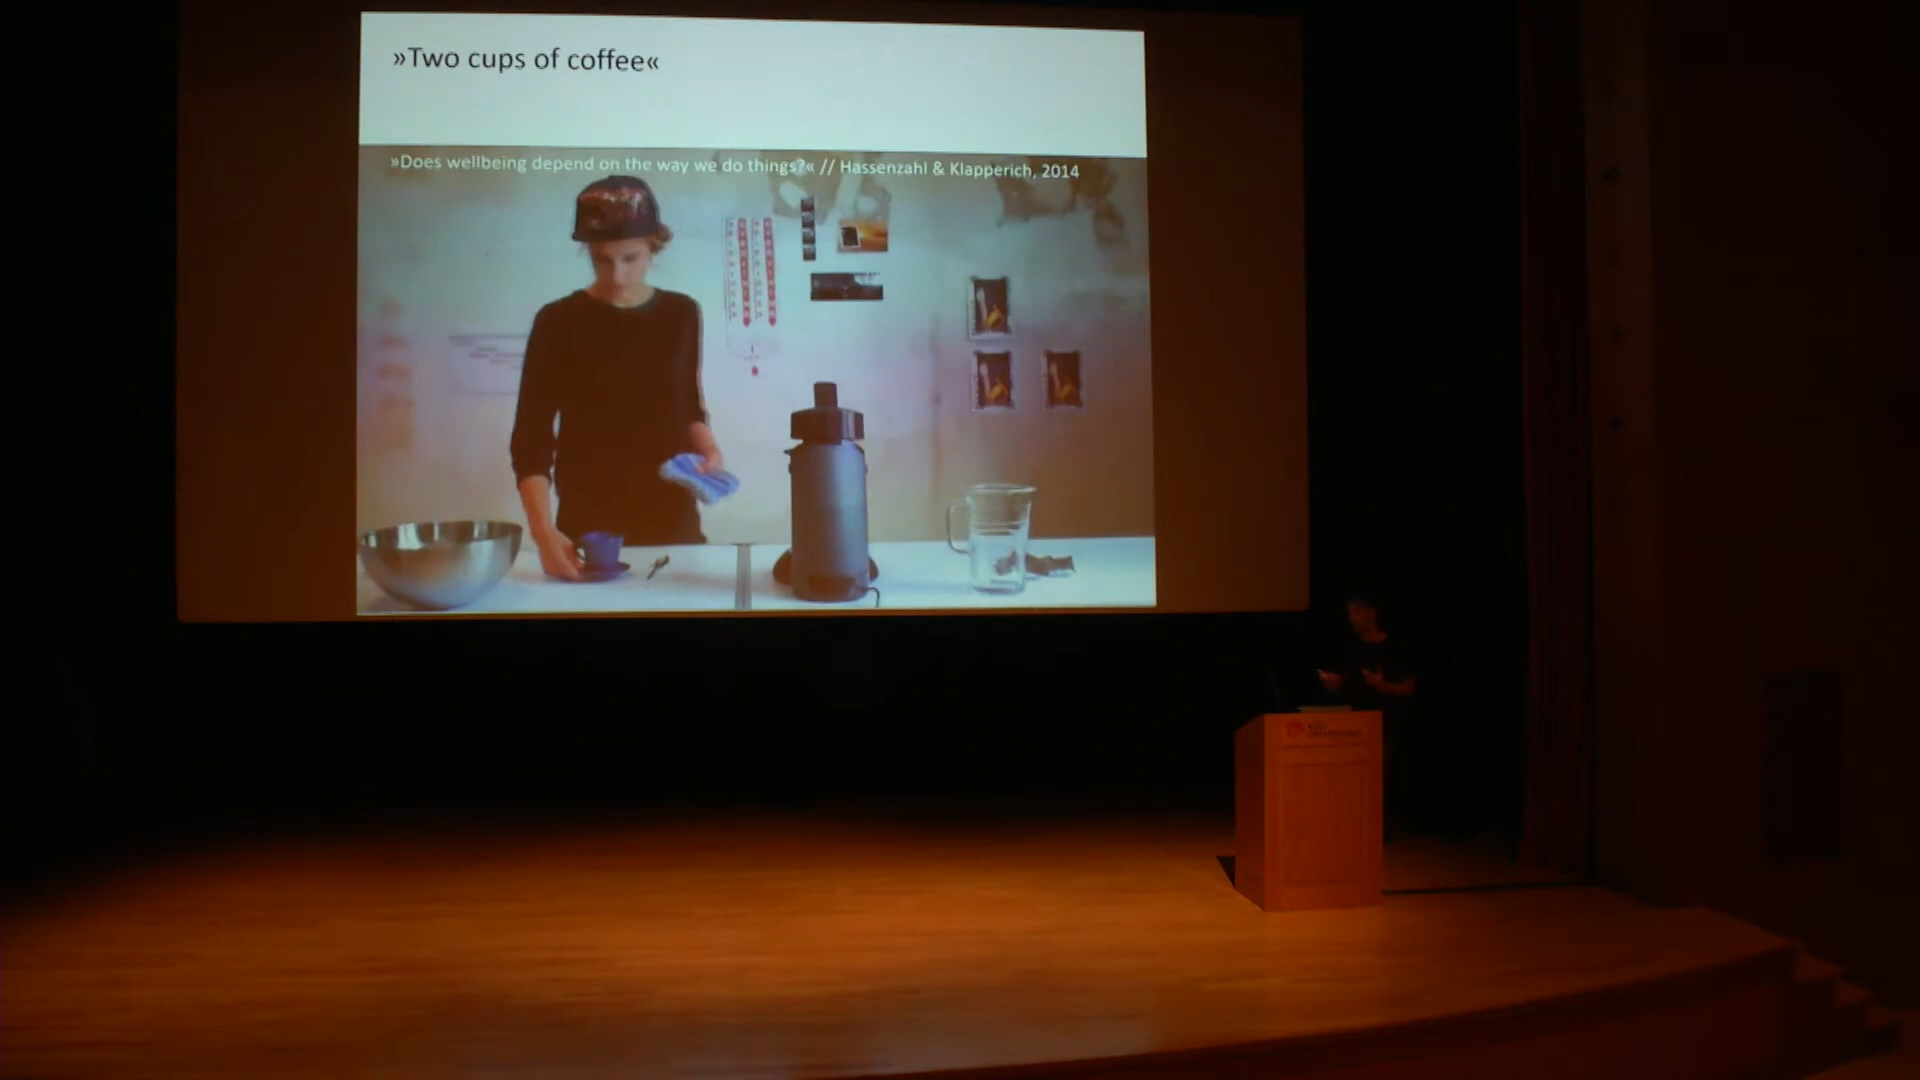 »Two cups of coffee«
»Does wellbeing depend on the way we do things?« // Hassenzahl & Klapperich, 2014